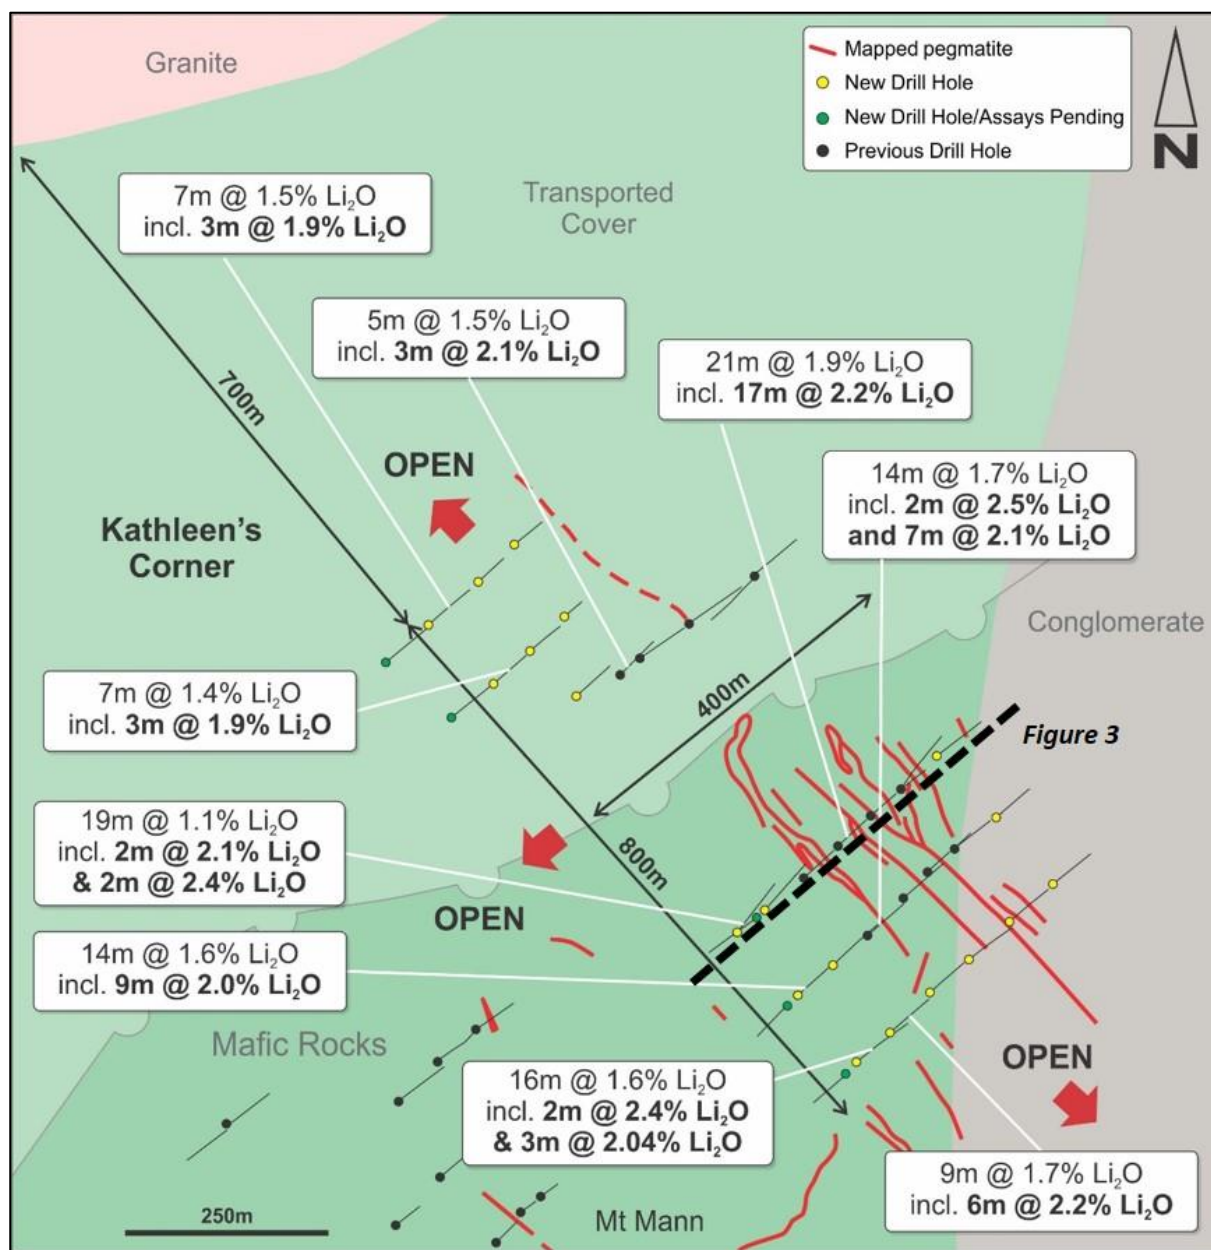 Granite
Mapped pegmatite
New Drill Hole
New Drill Hole/Assays Pending
Previous Drill Hole
N
7m @ 1.5% Li₂O
incl. 3m @ 1.9% Li₂O
Transported
Cover
5m @ 1.5% Li₂O
incl. 3m @ 2.1% Li₂O
21m @ 1.9% Li₂O
incl. 17m @ 2.2% Li₂O
700m
OPEN
14m @ 1.7% Li₂O
incl. 2m @ 2.5% Li₂O
and 7m @ 2.1% Li₂O
Kathleen's
Corner
Conglomerate
7m @ 1.4% Li₂O
incl. 3m @ 1.9% Li₂O
400m
Figure 3
19m @ 1.1% Li₂O
incl. 2m @ 2.1% Li₂O
& 2m @ 2.4% Li₂O
800m
OPEN
14m @ 1.6% Li₂O
incl. 9m @ 2.0% Li₂O
Mafic Rocks
OPEN
16m @ 1.6% Li₂O
incl. 2m @ 2.4% Li₂O
& 3m @ 2.04% Li₂O
9m @ 1.7% Li₂O
incl. 6m @ 2.2% Li₂O
250m
Mt Mann